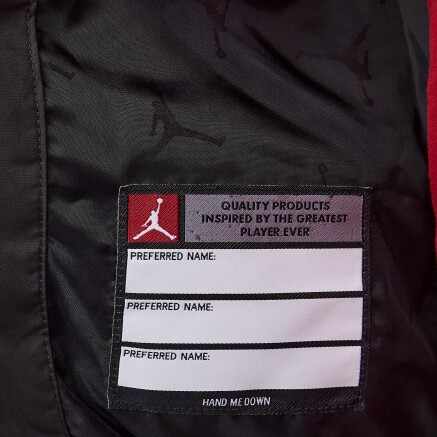 QUALITY PRODUCTS
INSPIRED BY THE GREATEST
PLAYER EVER
PREFERRED NAME:
PREFERRED NAME:
PREFERRED NAME:
HAND ME DOWN